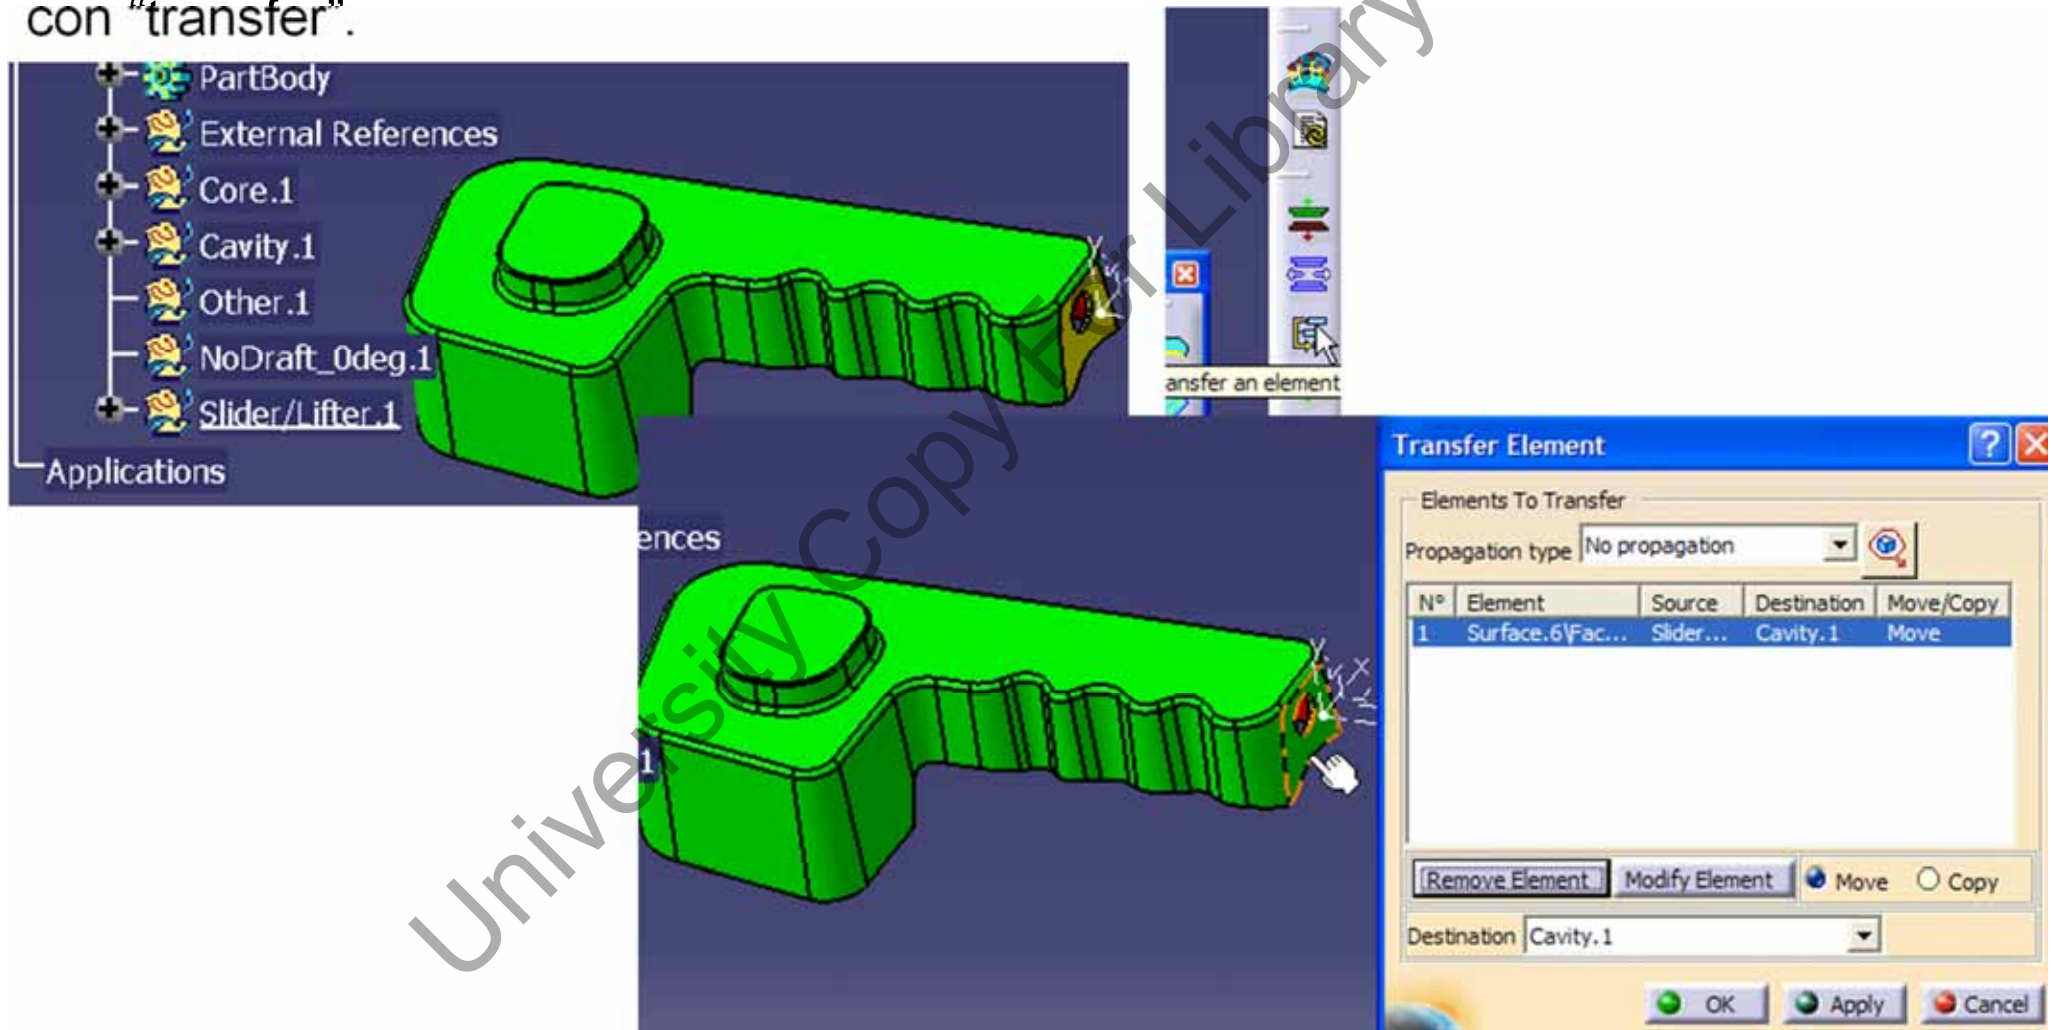 con "transfer".
PartBody
External References
Core.1
Cavity.1
Other.1
NoDraft_0deg.1
Slider/Lifter.1
Applications
ansfer an element
ences
1
Y
Y
X
Transfer Element
?
Elements To Transfer
Propagation type No propagation
N° Element Source Destination Move/Copy
1 Surface.6\Fac... Slider... Cavity.1 Move
Remove Element Modify Element Move Copy
Destination Cavity.1
OK Apply Cancel
University Copy For Library